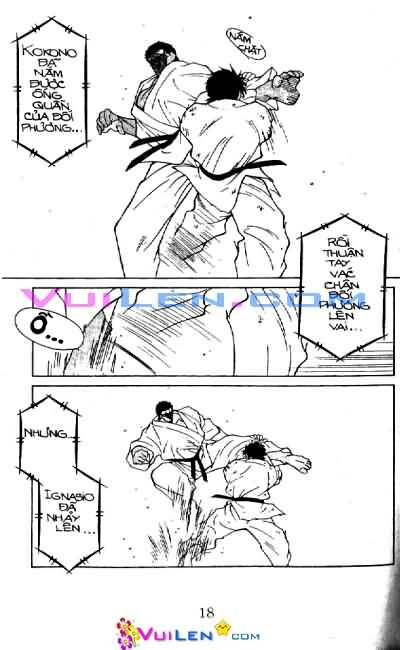 KOKONO
ĐÃ
NẮM
ĐƯỢC
ỐNG
QUẦN
CỦA ĐỐI
PHƯƠNG...
NẮM
CHẶT
RỒI
THUẬN
TAY
VÁC
CHÂN
ĐỐI
PHƯƠNG
LÊN
VAI...
VUILEN.COM
Ơ...
NHƯNG...
IGNASIO
ĐÃ
NHẢY
LÊN...
18
VUILEN.COM